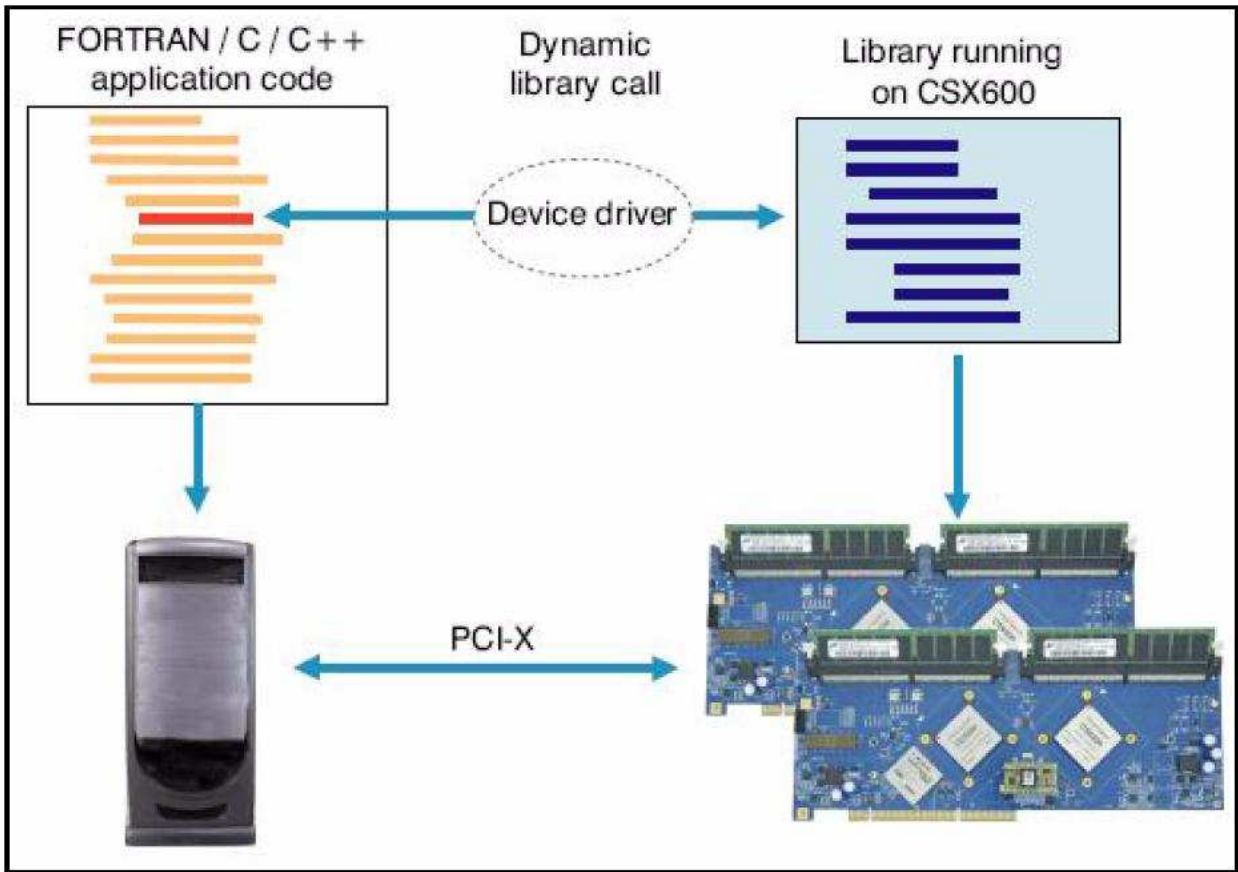 FORTRAN / C / C++
application code
Dynamic
library call
Library running
on CSX600
Device driver
PCI-X